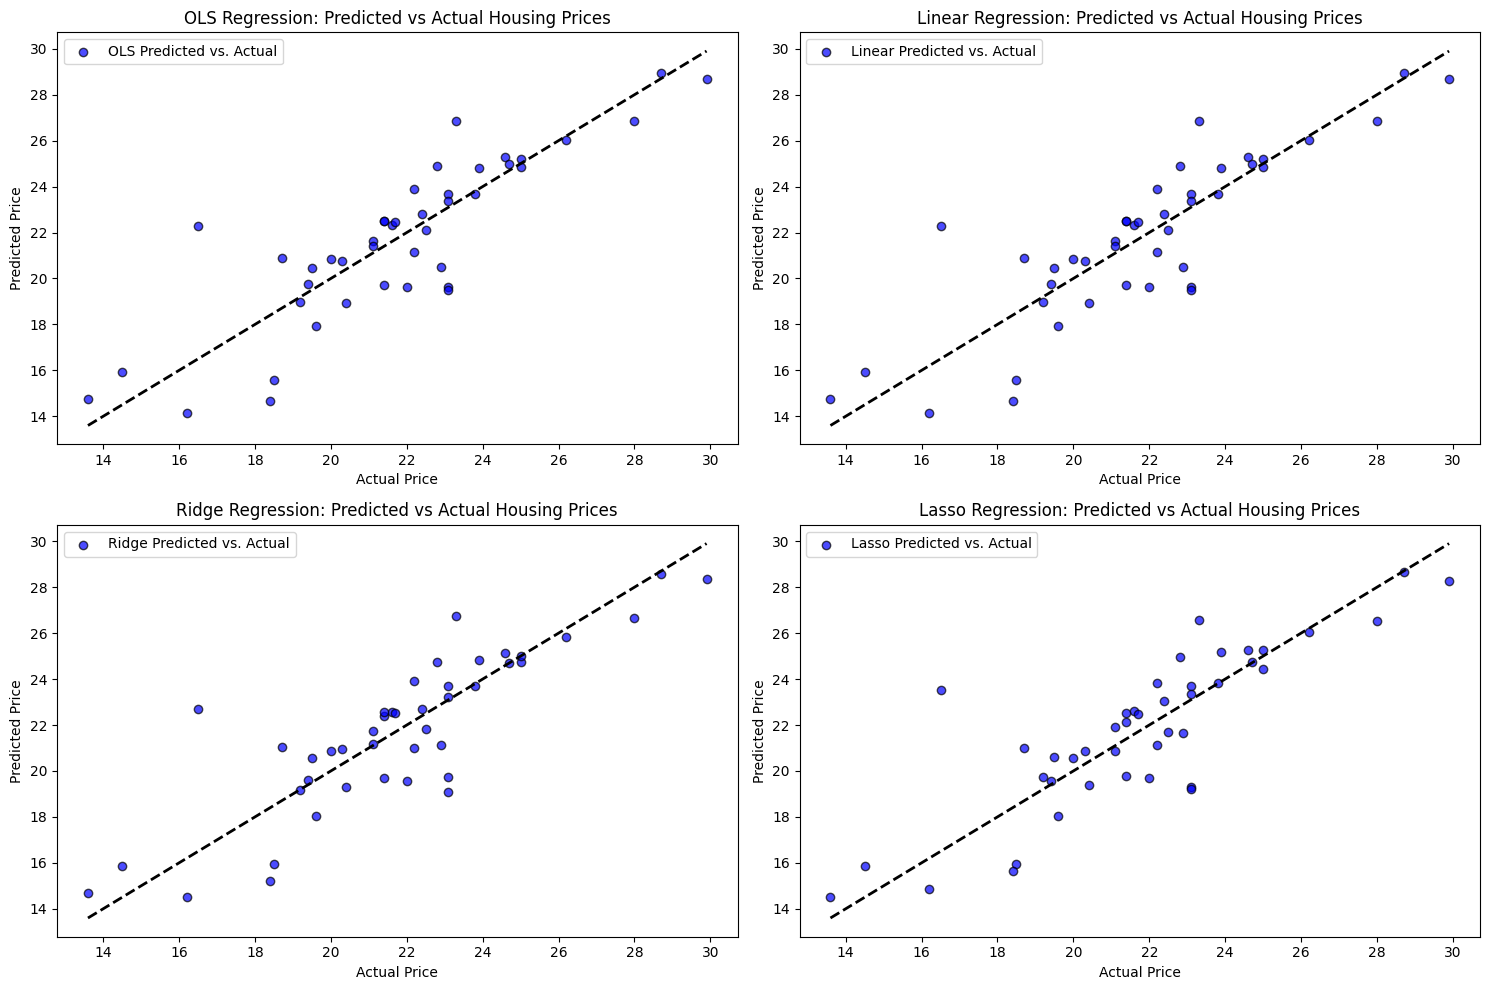 OLS Regression: Predicted vs Actual Housing Prices
OLS Predicted vs. Actual
Predicted Price
30
28
26
24
22
20
18
16
14
14 16 18 20 22 24 26 28 30
Actual Price
Linear Regression: Predicted vs Actual Housing Prices
Linear Predicted vs. Actual
Predicted Price
30
28
26
24
22
20
18
16
14
14 16 18 20 22 24 26 28 30
Actual Price
Ridge Regression: Predicted vs Actual Housing Prices
Ridge Predicted vs. Actual
Predicted Price
30
28
26
24
22
20
18
16
14
14 16 18 20 22 24 26 28 30
Actual Price
Lasso Regression: Predicted vs Actual Housing Prices
Lasso Predicted vs. Actual
Predicted Price
30
28
26
24
22
20
18
16
14
14 16 18 20 22 24 26 28 30
Actual Price